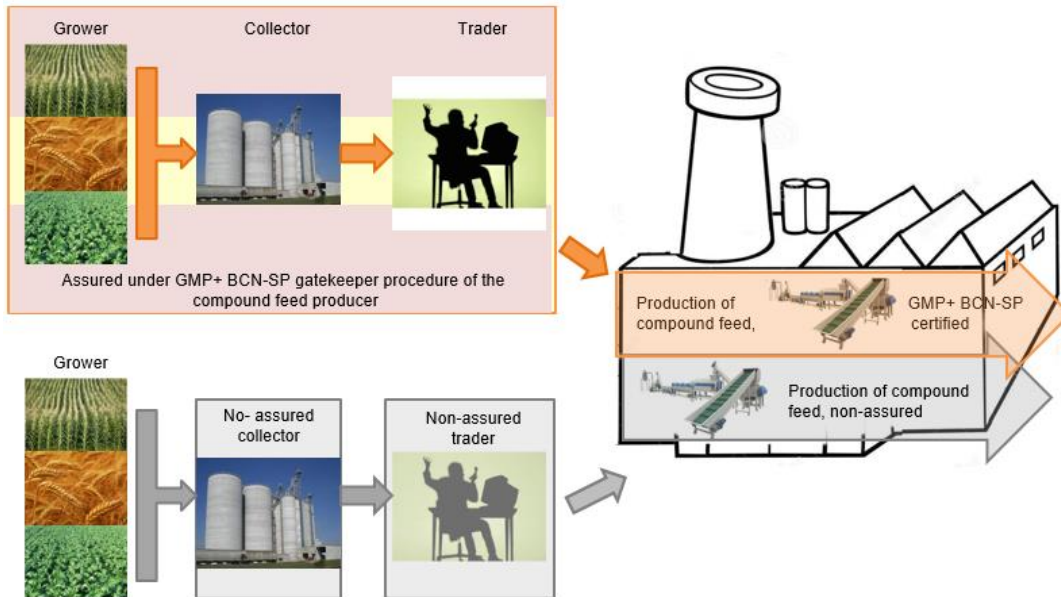 Grower
Collector
Trader
Assured under GMP+ BCN-SP gatekeeper procedure of the
compound feed producer
Production of
compound feed,
GMP+ BCN-SP
certified
Grower
No- assured
collector
Non-assured
trader
Production of compound
feed, non-assured